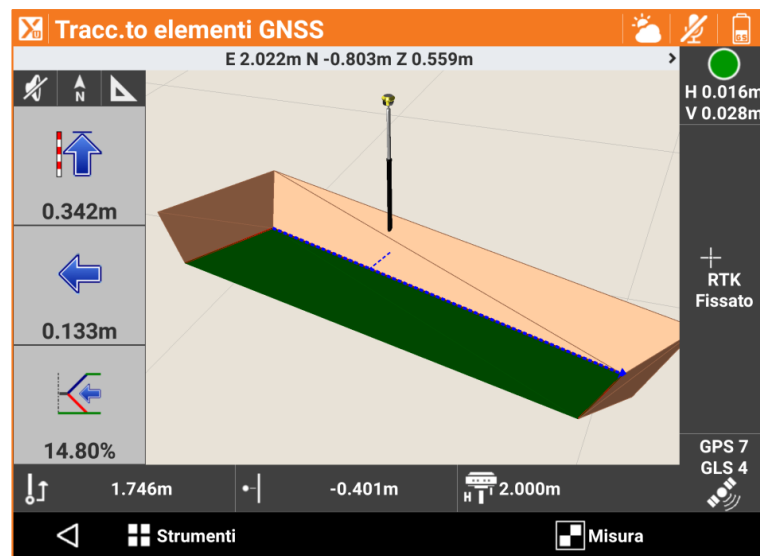 Tracc.to elementi GNSS
GS
E 2.022m N -0.803m Z 0.559m
N
H 0.016m
V 0.028m
0.342m
0.133m
14.80%
RTK
Fissato
GPS 7
GLS 4
1.746m
-0.401m
H
2.000m
Strumenti
Misura